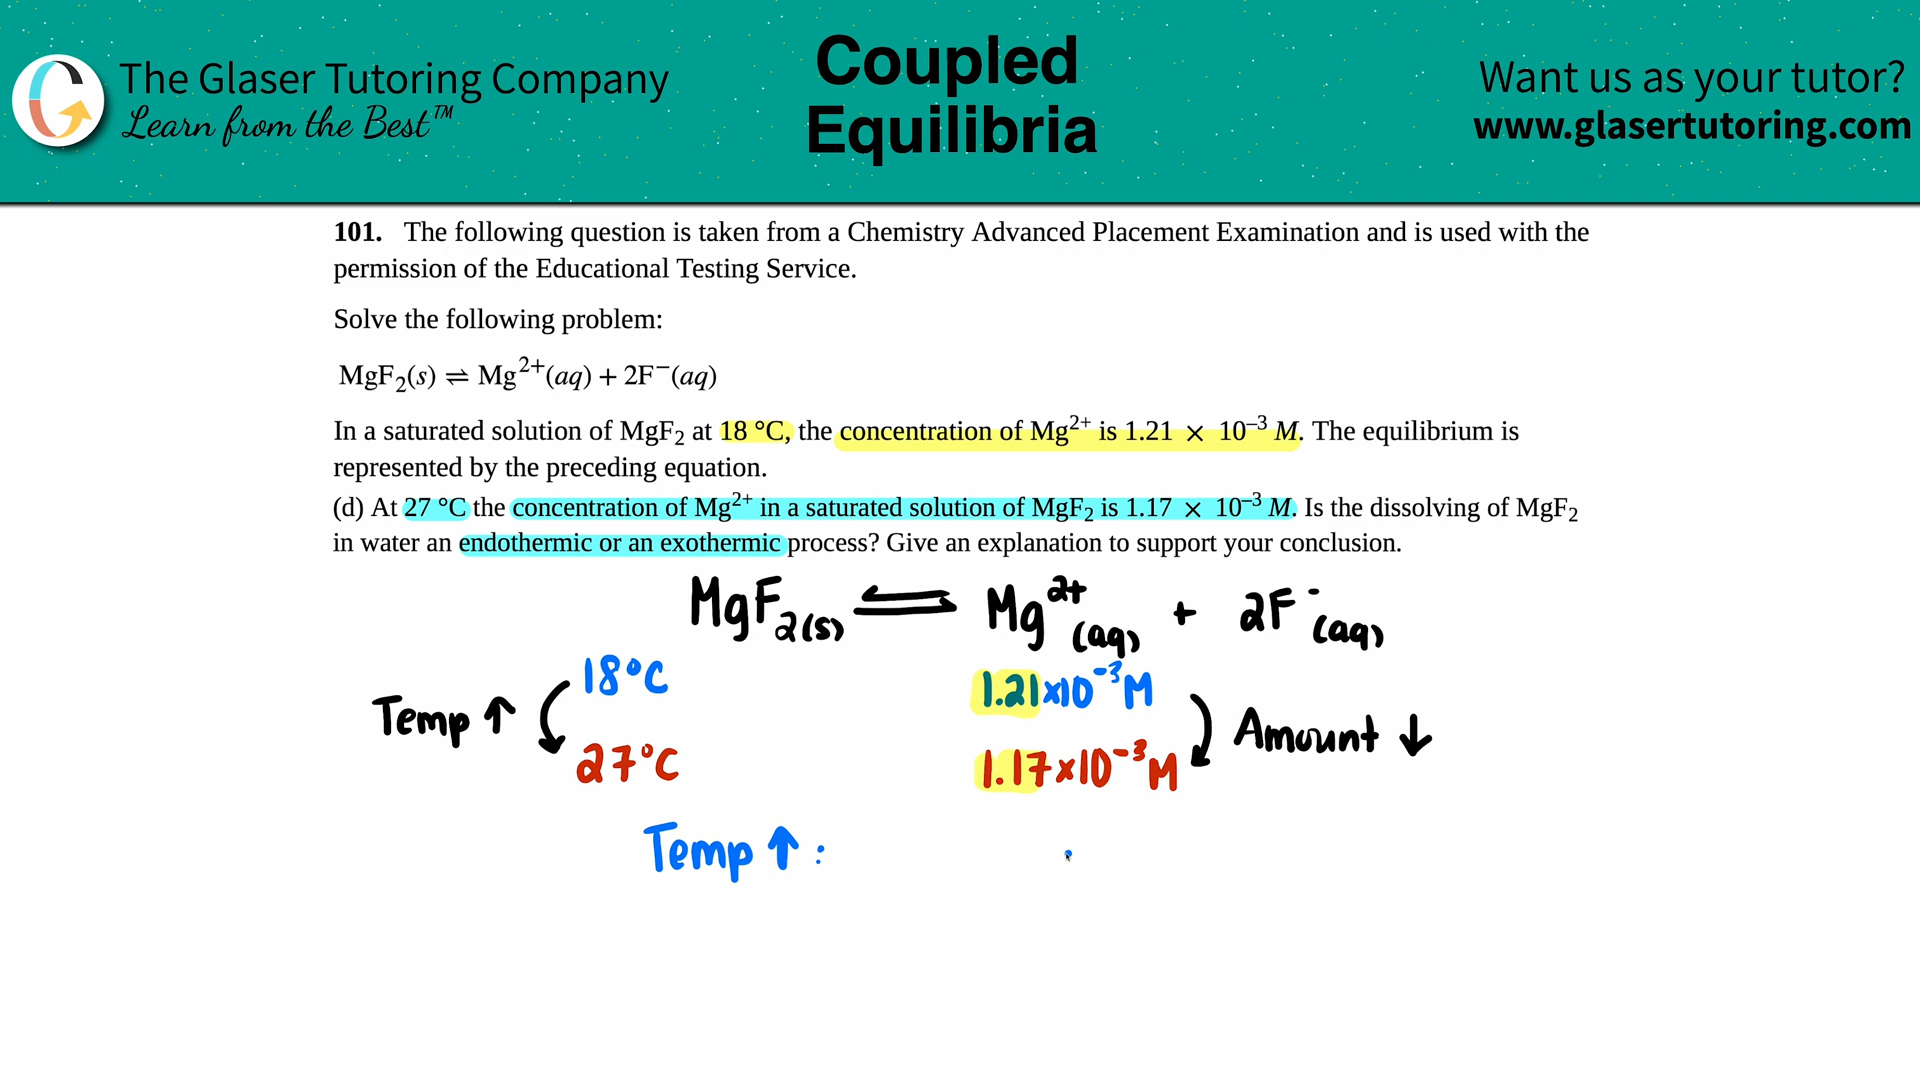 The Glaser Tutoring Company
Learn from the Best™
Coupled
Equilibria
Want us as your tutor?
www.glasertutoring.com
101. The following question is taken from a Chemistry Advanced Placement Examination and is used with the
permission of the Educational Testing Service.
Solve the following problem:
MgF₂(s) ⇌ Mg²⁺(aq) + 2F⁻(aq)
In a saturated solution of MgF₂ at 18 °C, the concentration of Mg²⁺ is 1.21 × 10⁻³ M. The equilibrium is
represented by the preceding equation.
(d) At 27 °C the concentration of Mg²⁺ in a saturated solution of MgF₂ is 1.17 × 10⁻³ M. Is the dissolving of MgF₂
in water an endothermic or an exothermic process? Give an explanation to support your conclusion.
MgF₂(s) ⇌ Mg²⁺(aq) + 2F⁻(aq)
18°C 1.21x10⁻³M
Temp ↑ Amount ↓
27°C 1.17x10⁻³M
Temp ↑ :